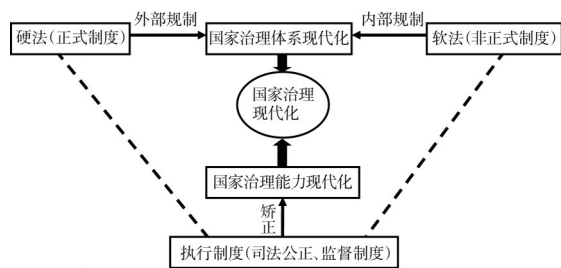 外部规制
内部规制
硬法(正式制度)
国家治理体系现代化
软法(非正式制度)
国家治理
现代化
国家治理能力现代化
矫正
执行制度(司法公正、监督制度)